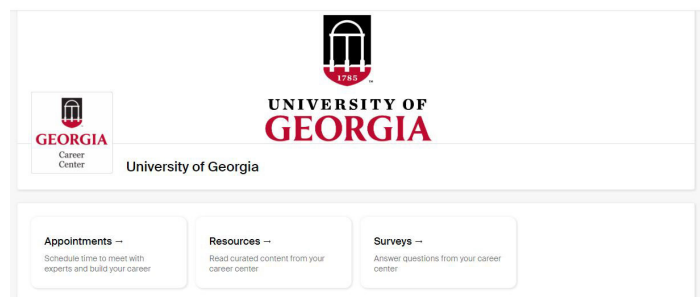 1785
UNIVERSITY OF
GEORGIA
GEORGIA
Career
Center
University of Georgia
Appointments →
Schedule time to meet with
experts and build your career
Resources →
Read curated content from your
career center
Surveys →
Answer questions from your career
center